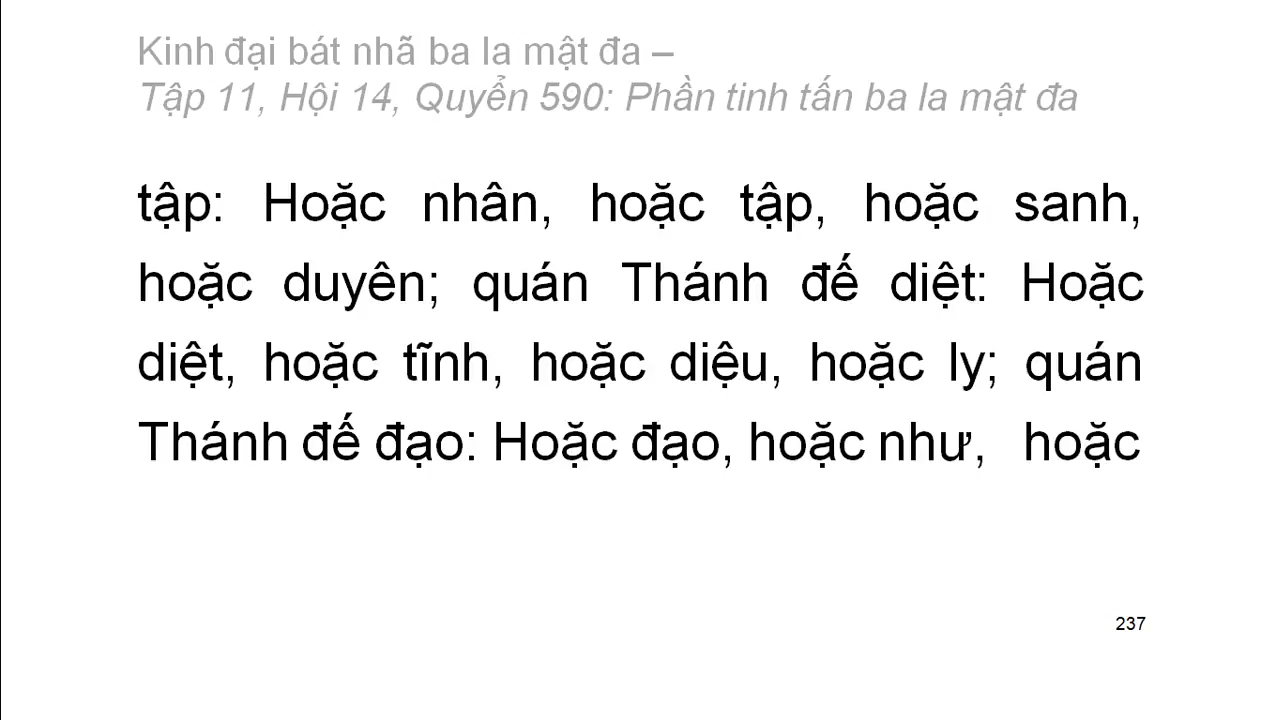 Kinh đại bát nhã ba la mật đa –
Tập 11, Hội 14, Quyển 590: Phần tinh tấn ba la mật đa
tập: Hoặc nhân, hoặc tập, hoặc sanh,
hoặc duyên; quán Thánh đế diệt: Hoặc
diệt, hoặc tĩnh, hoặc diệu, hoặc ly; quán
Thánh đế đạo: Hoặc đạo, hoặc như, hoặc
237